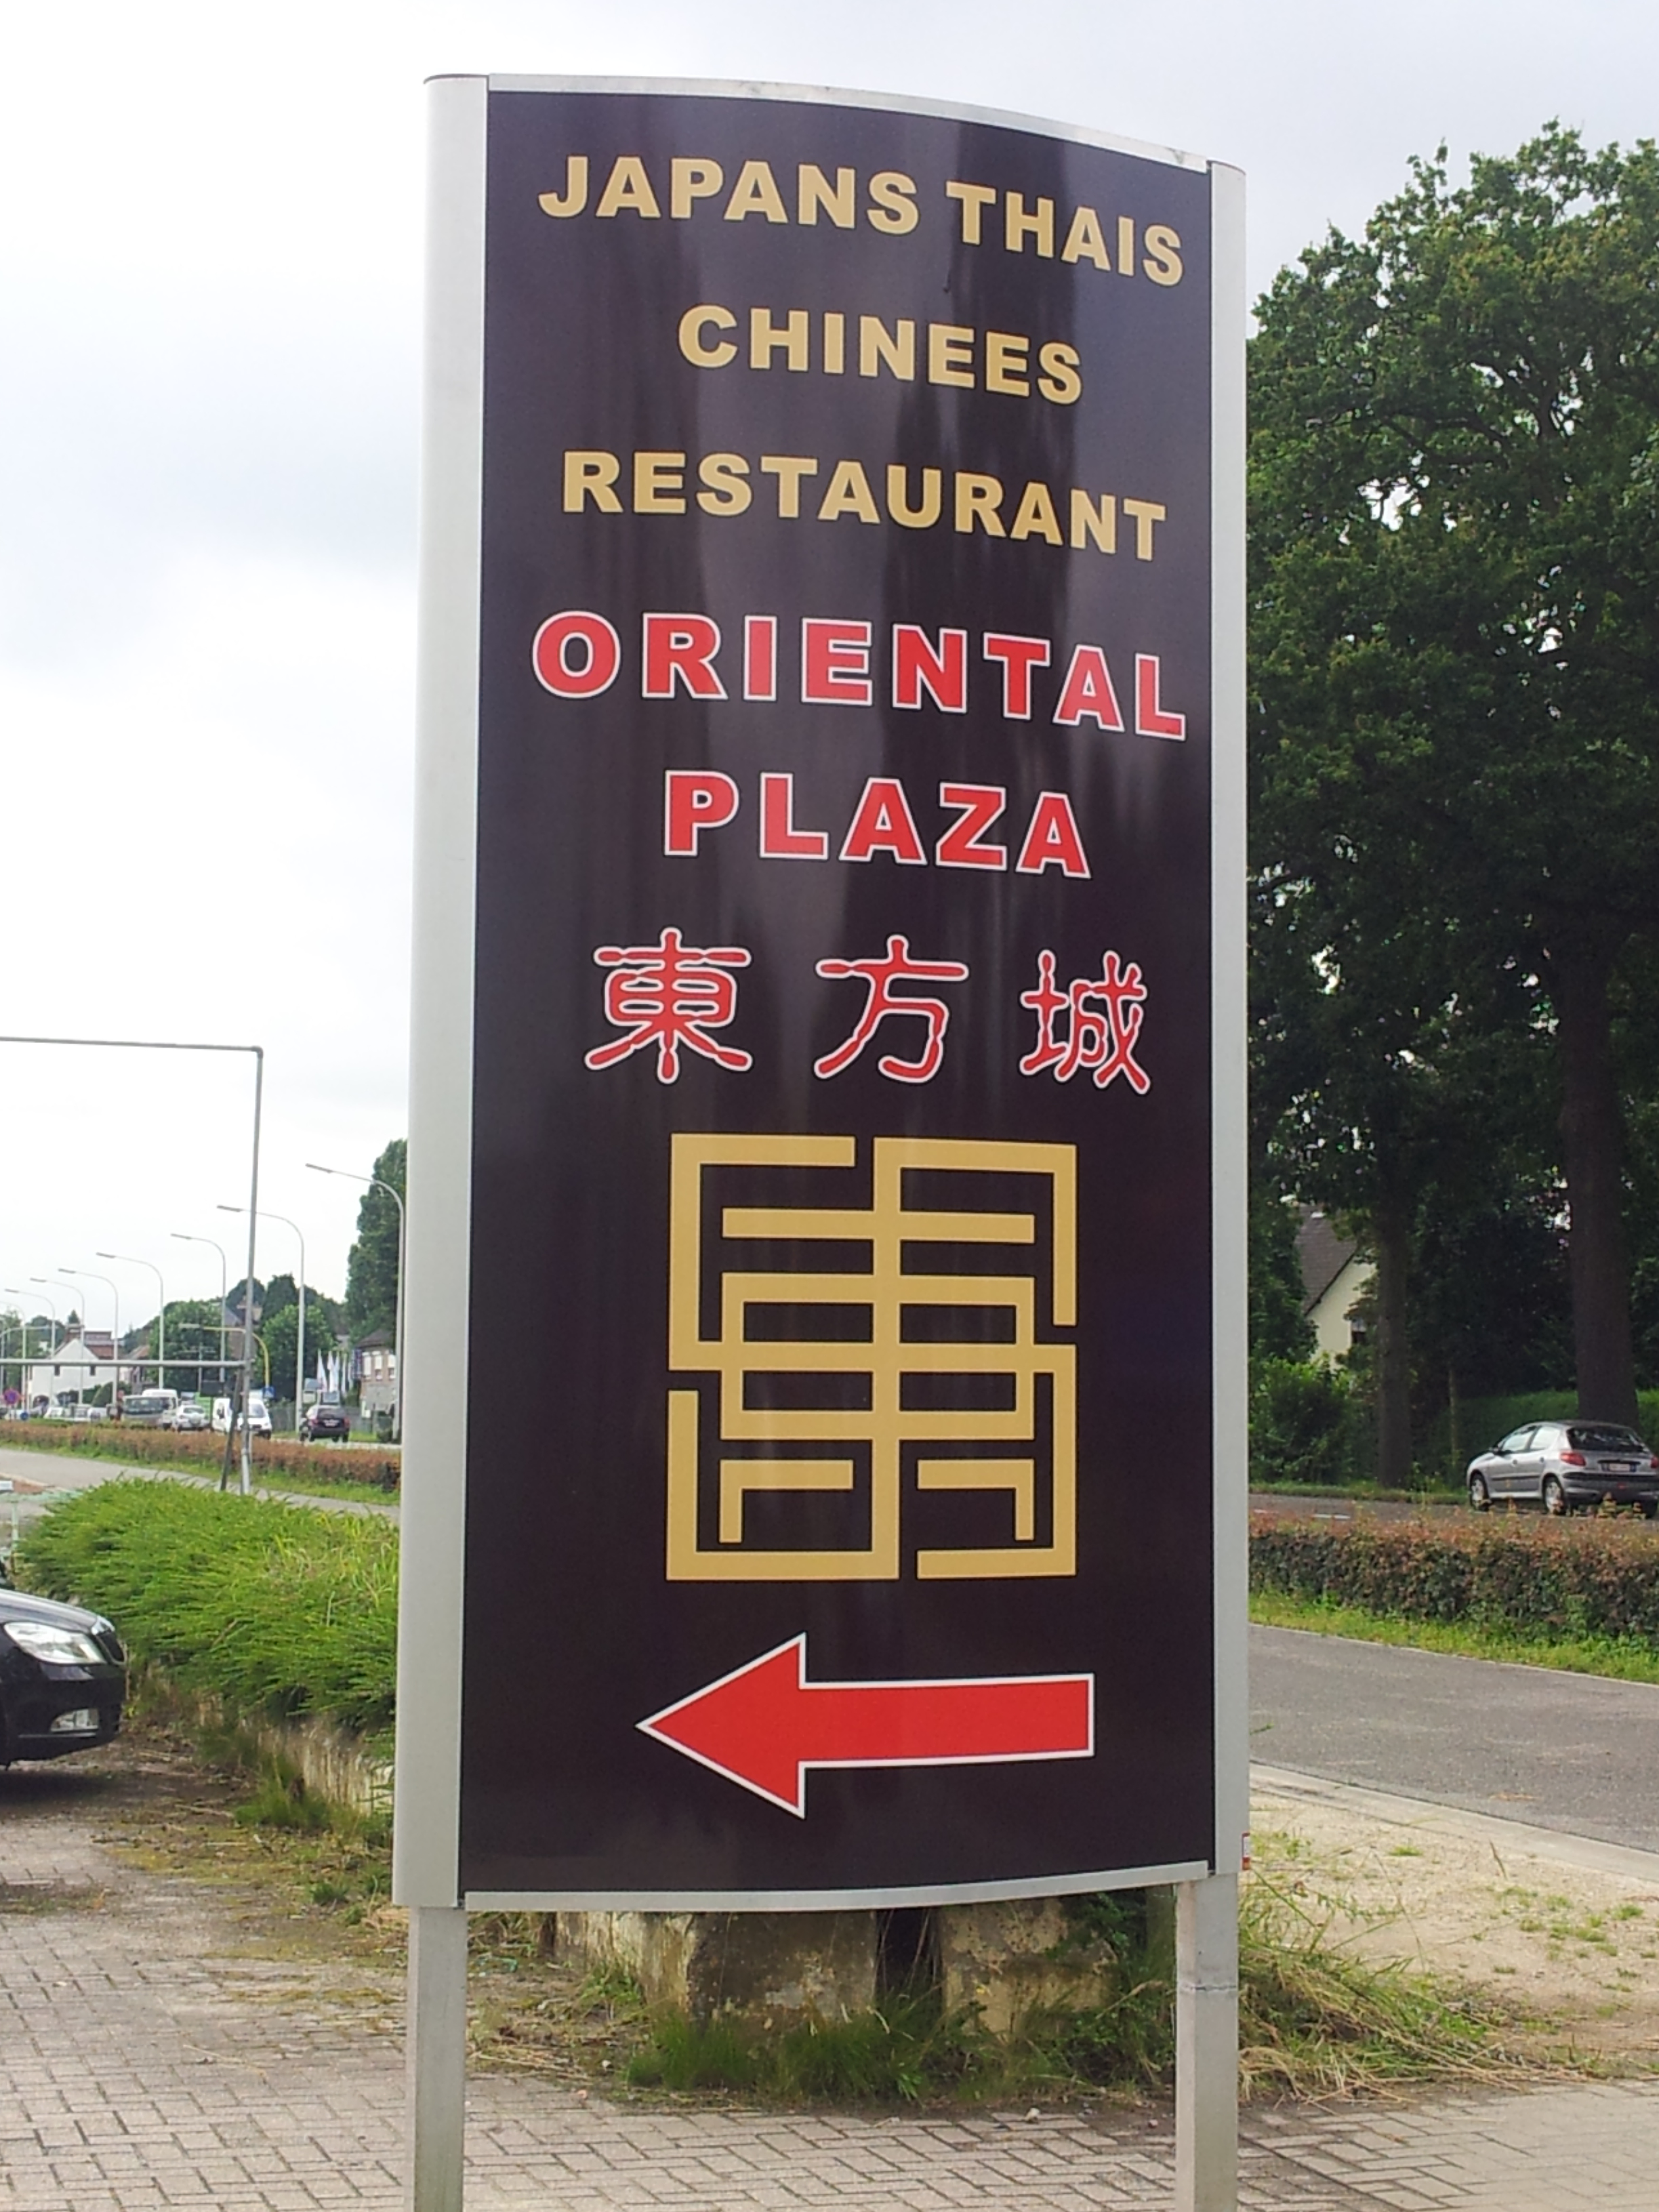 JAPANS THAIS
CHINEES
RESTAURANT
ORIENTAL
PLAZA
東方城